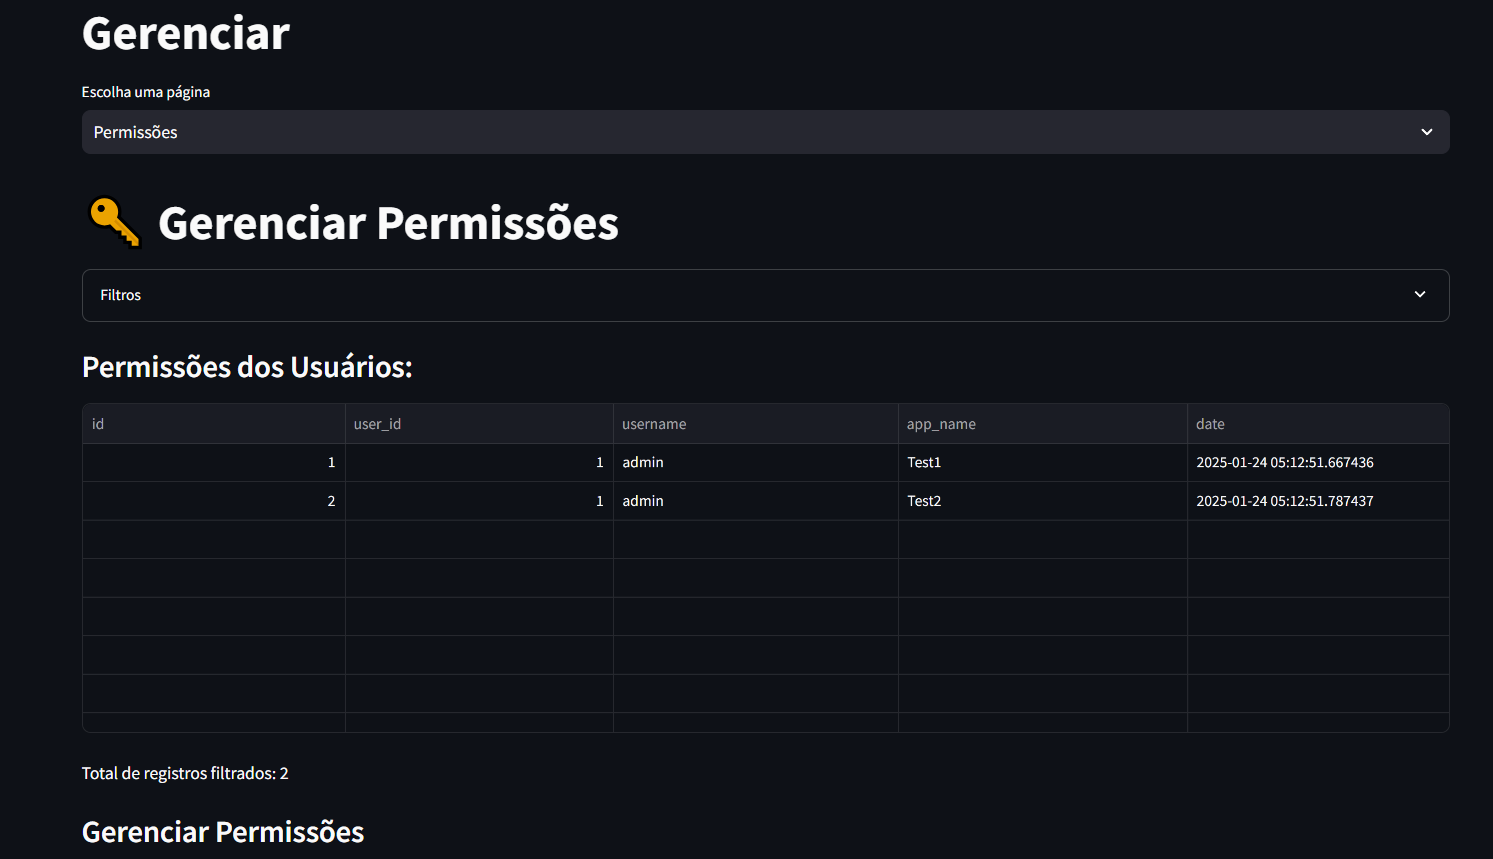 Gerenciar
Escolha uma página
Permissões
Gerenciar Permissões
Filtros
Permissões dos Usuários:
id user_id username app_name date
1 1 admin Test1 2025-01-24 05:12:51.667436
2 1 admin Test2 2025-01-24 05:12:51.787437
Total de registros filtrados: 2
Gerenciar Permissões